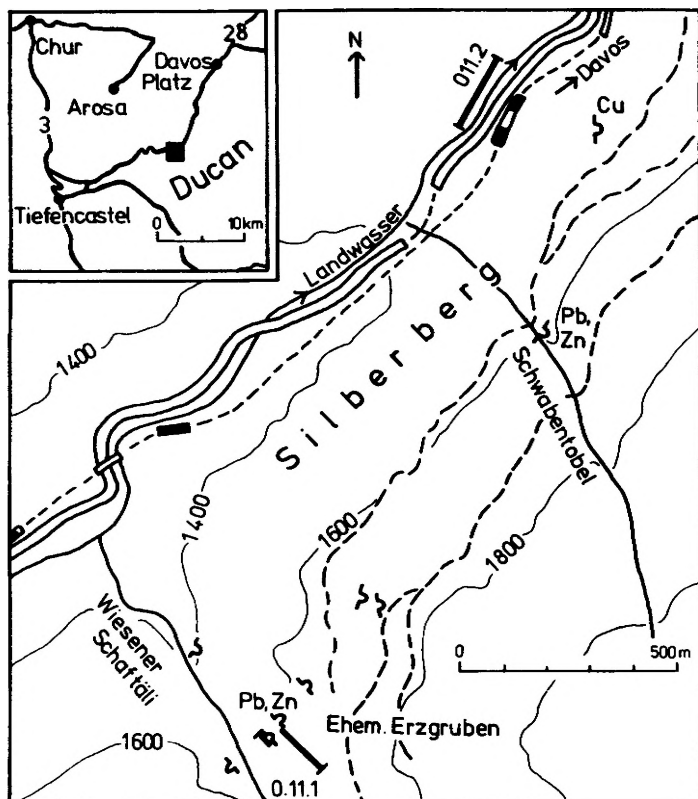 28
Chur
Davos
Platz
Arosa
3
Ducan
Tiefencastel
0 10km
N
011.2
Davos
Cu
Landwasser
Silberberg
Pb,
Zn
Schwabentobel
1400
1400
1600
1800
0 500m
Wiesener
Schaftäli
Pb,Zn
Ehem. Erzgruben
1600
0.11.1